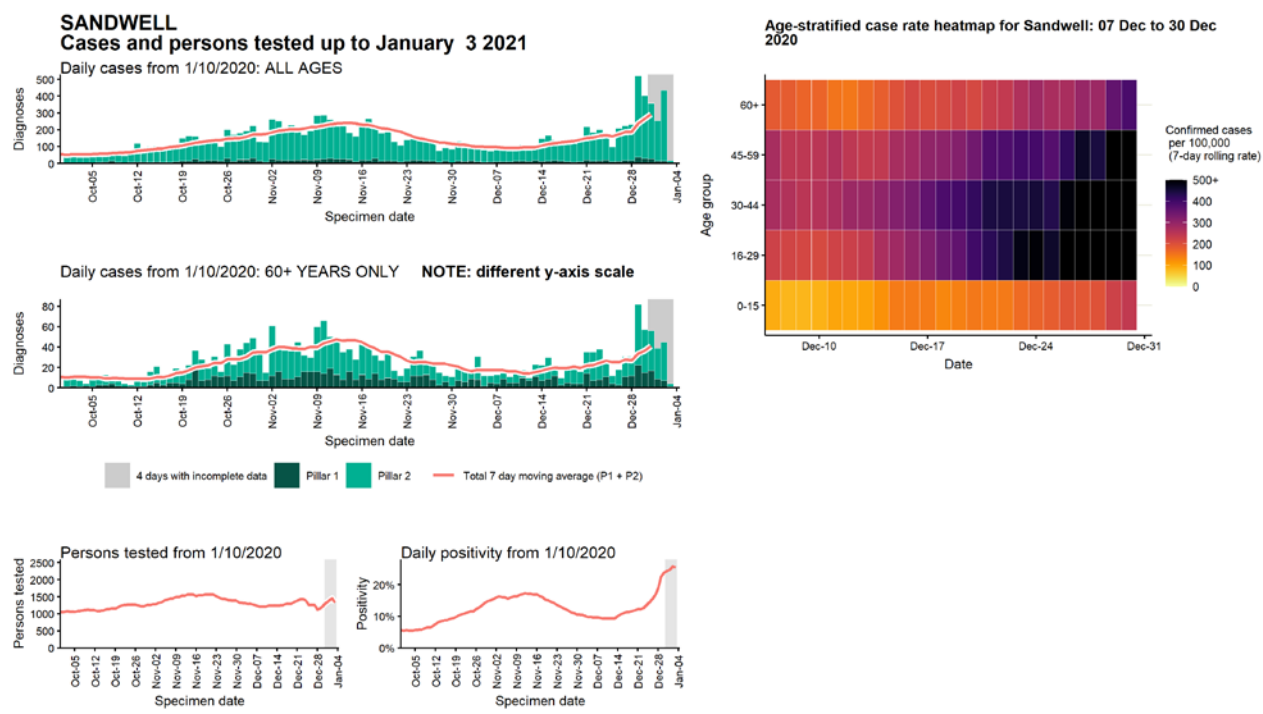 SANDWELL
Cases and persons tested up to January 3 2021
Daily cases from 1/10/2020: ALL AGES
Diagnoses
500
400
300
200
100
0
Oct-05
Oct-12
Oct-19
Oct-26
Nov-02
Nov-09
Nov-16
Nov-23
Nov-30
Dec-07
Dec-14
Dec-21
Dec-28
Jan-04
Specimen date
Daily cases from 1/10/2020: 60+ YEARS ONLY NOTE: different y-axis scale
Diagnoses
80
60
40
20
0
Oct-05
Oct-12
Oct-19
Oct-26
Nov-02
Nov-09
Nov-16
Nov-23
Nov-30
Dec-07
Dec-14
Dec-21
Dec-28
Jan-04
Specimen date
4 days with incomplete data Pillar 1 Pillar 2 Total 7 day moving average (P1 + P2)
Persons tested from 1/10/2020
Persons tested
2500
2000
1500
1000
500
0
Oct-05
Oct-12
Oct-19
Oct-26
Nov-02
Nov-09
Nov-16
Nov-23
Nov-30
Dec-07
Dec-14
Dec-21
Dec-28
Jan-04
Specimen date
Daily positivity from 1/10/2020
Positivity
20%
10%
0%
Oct-05
Oct-12
Oct-19
Oct-26
Nov-02
Nov-09
Nov-16
Nov-23
Nov-30
Dec-07
Dec-14
Dec-21
Dec-28
Jan-04
Specimen date
Age-stratified case rate heatmap for Sandwell: 07 Dec to 30 Dec
2020
Age group
60+
45-59
30-44
16-29
0-15
Dec-10
Dec-17
Dec-24
Dec-31
Date
Confirmed cases
per 100,000
(7-day rolling rate)
500+
400
300
200
100
0